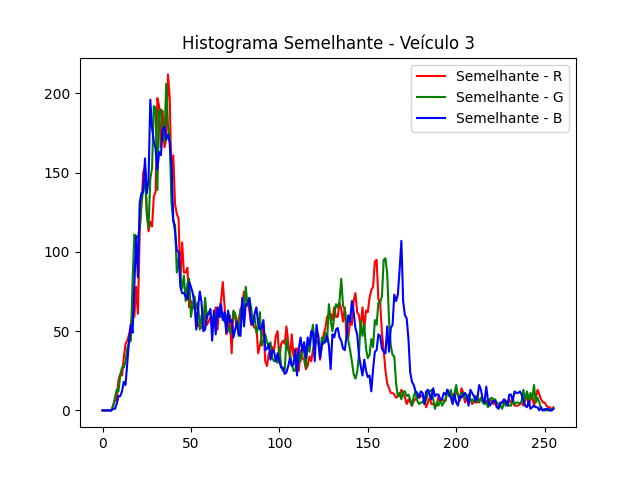 Histograma Semelhante - Veículo 3
Semelhante - R
Semelhante - G
Semelhante - B
200
150
100
50
0
0 50 100 150 200 250